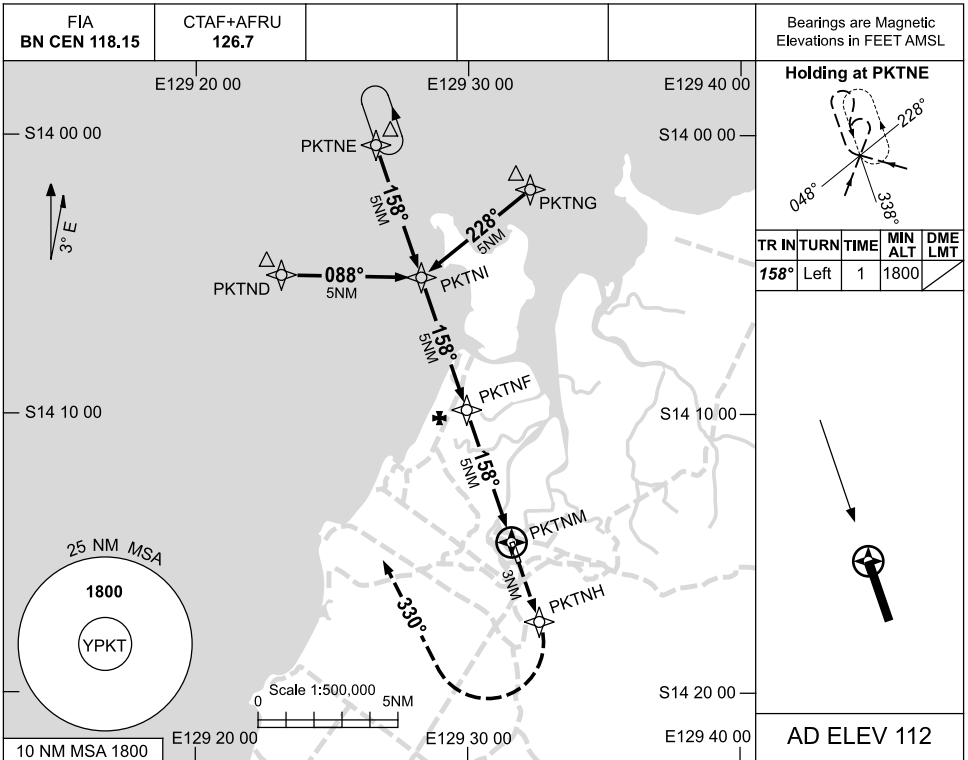 FIA
BN CEN 118.15
CTAF+AFRU
126.7
Bearings are Magnetic
Elevations in FEET AMSL
E129 20 00
E129 30 00
E129 40 00
S14 00 00
S14 00 00
PKTNE
158°
5NM
PKTNG
228°
5NM
3° E
PKTND
088°
5NM
PKTNI
158°
5NM
PKTNF
S14 10 00
S14 10 00
158°
5NM
PKTNM
3NM
PKTNH
330°
25 NM MSA
1800
YPKT
Scale 1:500,000
0
5NM
S14 20 00
E129 20 00
E129 30 00
E129 40 00
10 NM MSA 1800
Holding at PKTNE
228°
048°
338°
TR IN TURN TIME MIN ALT DME LMT
158° Left 1 1800
AD ELEV 112